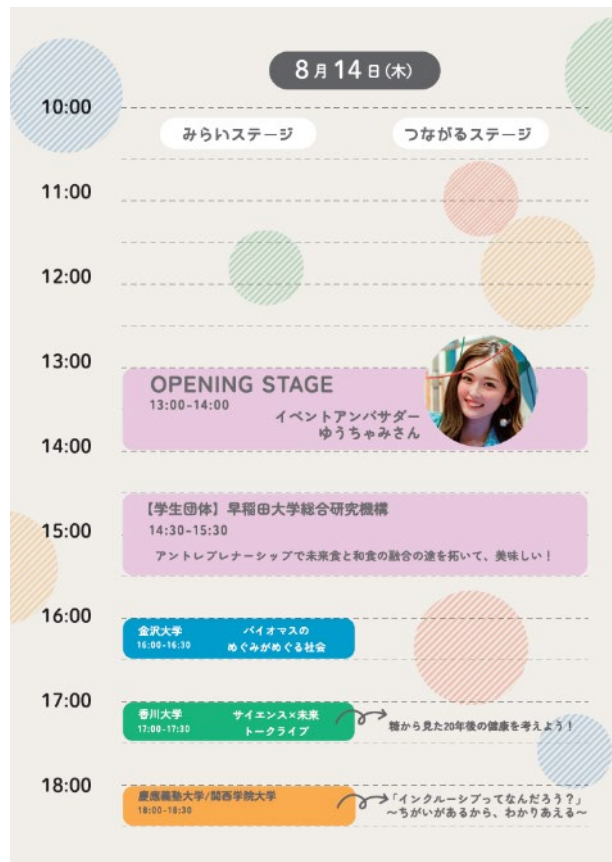 8月14日(木)
10:00
みらいステージ
つながるステージ
11:00
12:00
13:00
OPENING STAGE
13:00-14:00
イベントアンバサダー
ゆうちゃみさん
14:00
【学生団体】早稲田大学総合研究機構
14:30-15:30
15:00
アントレプレナーシップで未来食と和食の融合の途を拓いて、美味しい！
16:00
金沢大学
16:00-16:30
バイオマスの
めぐみがめぐる社会
17:00
香川大学
17:00-17:30
サイエンス×未来
トークライブ
糖から見た20年後の健康を考えよう！
18:00
慶應義塾大学/関西学院大学
18:00-18:30
「インクルーシブってなんだろう？」
～ちがいがあるから、わかりあえる～